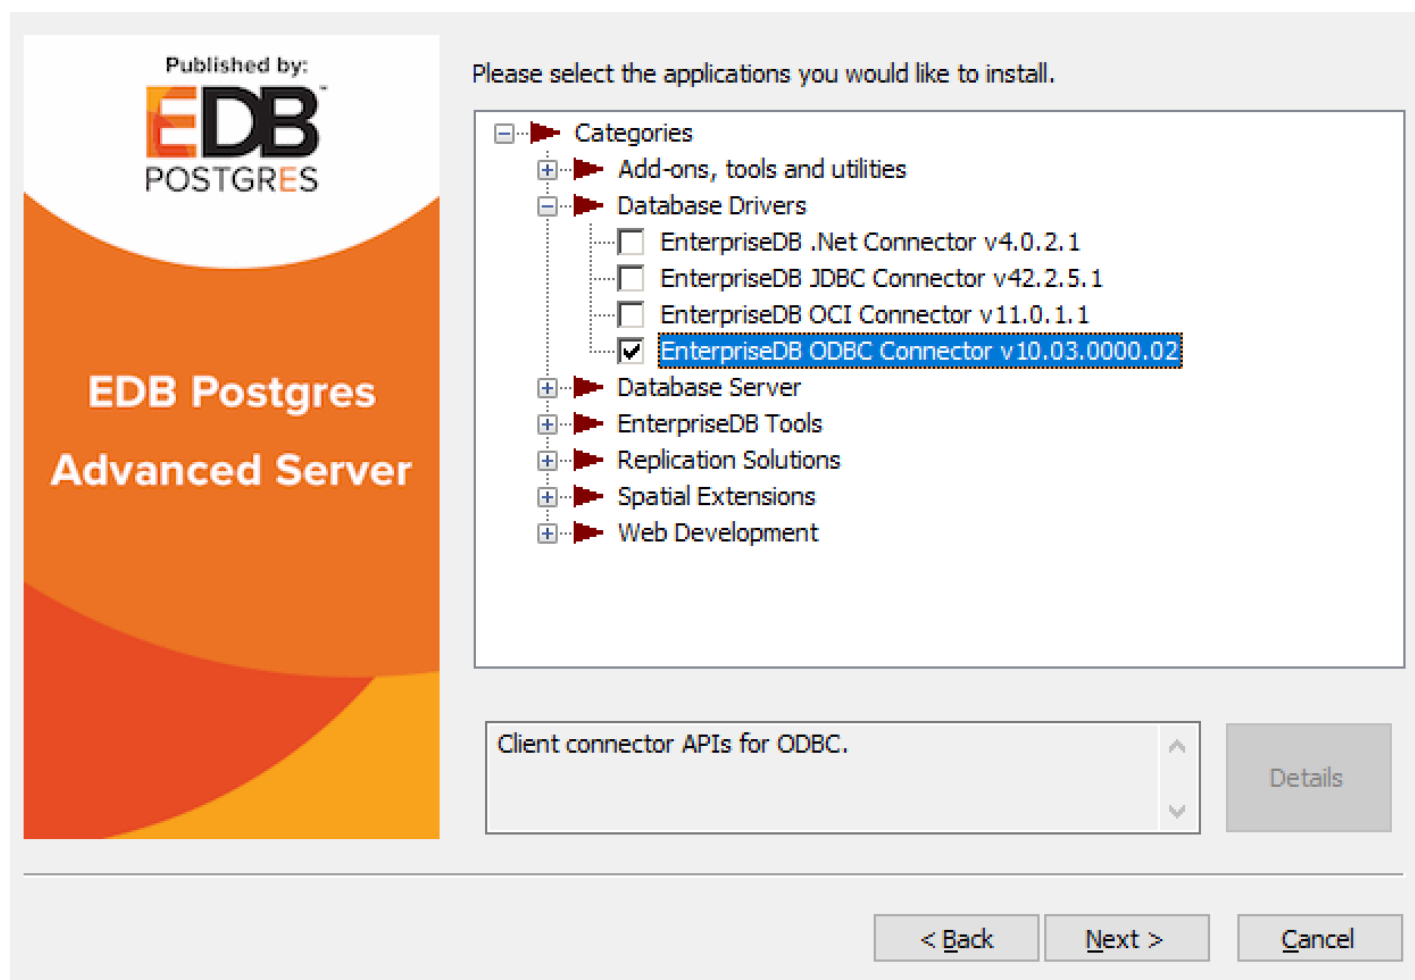 Published by:
EDB™
POSTGRES
EDB Postgres
Advanced Server
Please select the applications you would like to install.
Categories
Add-ons, tools and utilities
Database Drivers
EnterpriseDB .Net Connector v4.0.2.1
EnterpriseDB JDBC Connector v42.2.5.1
EnterpriseDB OCI Connector v11.0.1.1
EnterpriseDB ODBC Connector v10.03.0000.02
Database Server
EnterpriseDB Tools
Replication Solutions
Spatial Extensions
Web Development
Client connector APIs for ODBC.
Details
< Back
Next >
Cancel